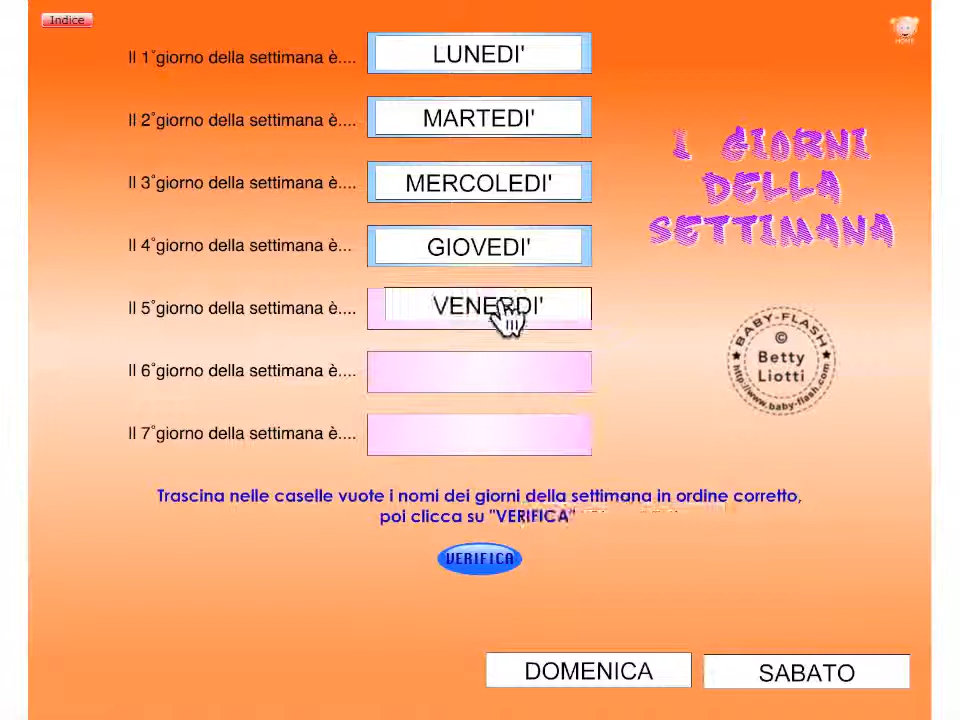 Indice
HOME
Il 1°giorno della settimana è.... LUNEDI'
Il 2°giorno della settimana è.... MARTEDI'
Il 3°giorno della settimana è.... MERCOLEDI'
Il 4°giorno della settimana è... GIOVEDI'
Il 5°giorno della settimana è.... VENERDI'
Il 6°giorno della settimana è....
Il 7°giorno della settimana è....
I GIORNI
DELLA
SETTIMANA
BABY-FLASH
©
Betty
Liotti
http://www.baby-flash.com
Trascina nelle caselle vuote i nomi dei giorni della settimana in ordine corretto,
poi clicca su "VERIFICA"
VERIFICA
DOMENICA
SABATO